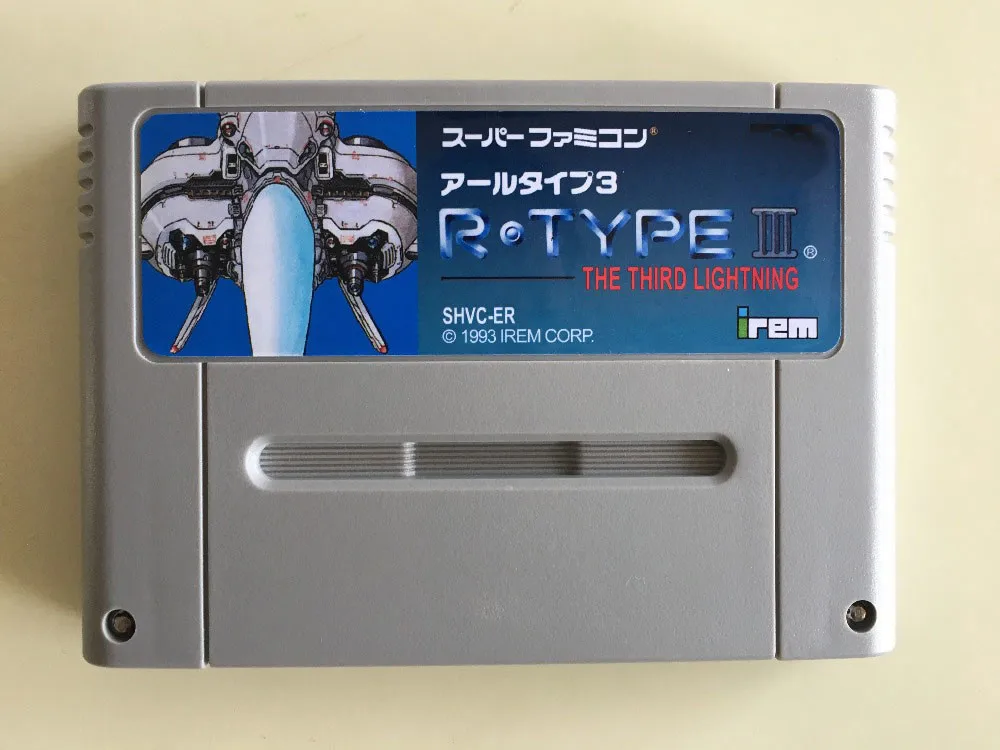 スーパーファミコン®
アールタイプ3
R·TYPE III®
THE THIRD LIGHTNING
SHVC-ER
© 1993 IREM CORP.
irem